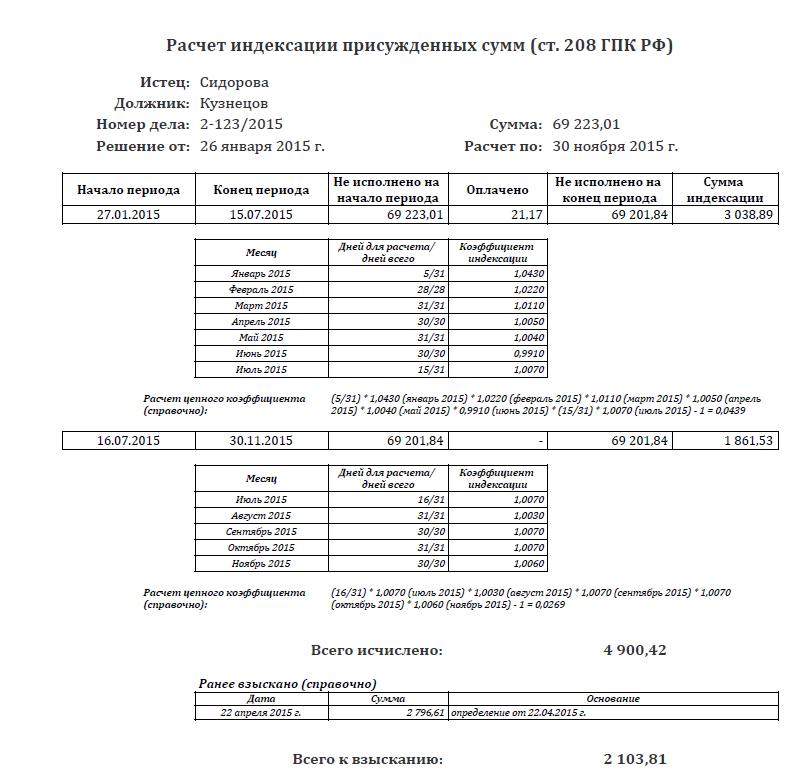 Расчет индексации присужденных сумм (ст. 208 ГПК РФ)
Истец: Сидорова
Должник: Кузнецов
Номер дела: 2-123/2015 Сумма: 69 223,01
Решение от: 26 января 2015 г. Расчет по: 30 ноября 2015 г.
Начало периода Конец периода Не исполнено на начало периода Оплачено Не исполнено на конец периода Сумма индексации
27.01.2015 15.07.2015 69 223,01 21,17 69 201,84 3 038,89
Месяц Дней для расчета/ дней всего Коэффициент индексации
Январь 2015 5/31 1,0430
Февраль 2015 28/28 1,0220
Март 2015 31/31 1,0110
Апрель 2015 30/30 1,0050
Май 2015 31/31 1,0040
Июнь 2015 30/30 0,9910
Июль 2015 15/31 1,0070
Расчет цепного коэффициента (5/31) * 1,0430 (январь 2015) * 1,0220 (февраль 2015) * 1,0110 (март 2015) * 1,0050 (апрель
(справочно): 2015) * 1,0040 (май 2015) * 0,9910 (июнь 2015) * (15/31) * 1,0070 (июль 2015) - 1 = 0,0439
16.07.2015 30.11.2015 69 201,84 - 69 201,84 1 861,53
Месяц Дней для расчета/ дней всего Коэффициент индексации
Июль 2015 16/31 1,0070
Август 2015 31/31 1,0030
Сентябрь 2015 30/30 1,0070
Октябрь 2015 31/31 1,0070
Ноябрь 2015 30/30 1,0060
Расчет цепного коэффициента (16/31) * 1,0070 (июль 2015) * 1,0030 (август 2015) * 1,0070 (сентябрь 2015) * 1,0070
(справочно): (октябрь 2015) * 1,0060 (ноябрь 2015) - 1 = 0,0269
Всего исчислено: 4 900,42
Ранее взыскано (справочно)
Дата Сумма Основание
22 апреля 2015 г. 2 796,61 определение от 22.04.2015 г.
Всего к взысканию: 2 103,81